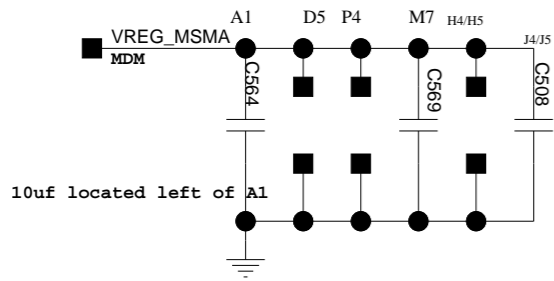 A1 D5 P4 M7 H4/H5 J4/J5
VREG_MSMA
MDM
C564
C569
C508
10uf located left of A1